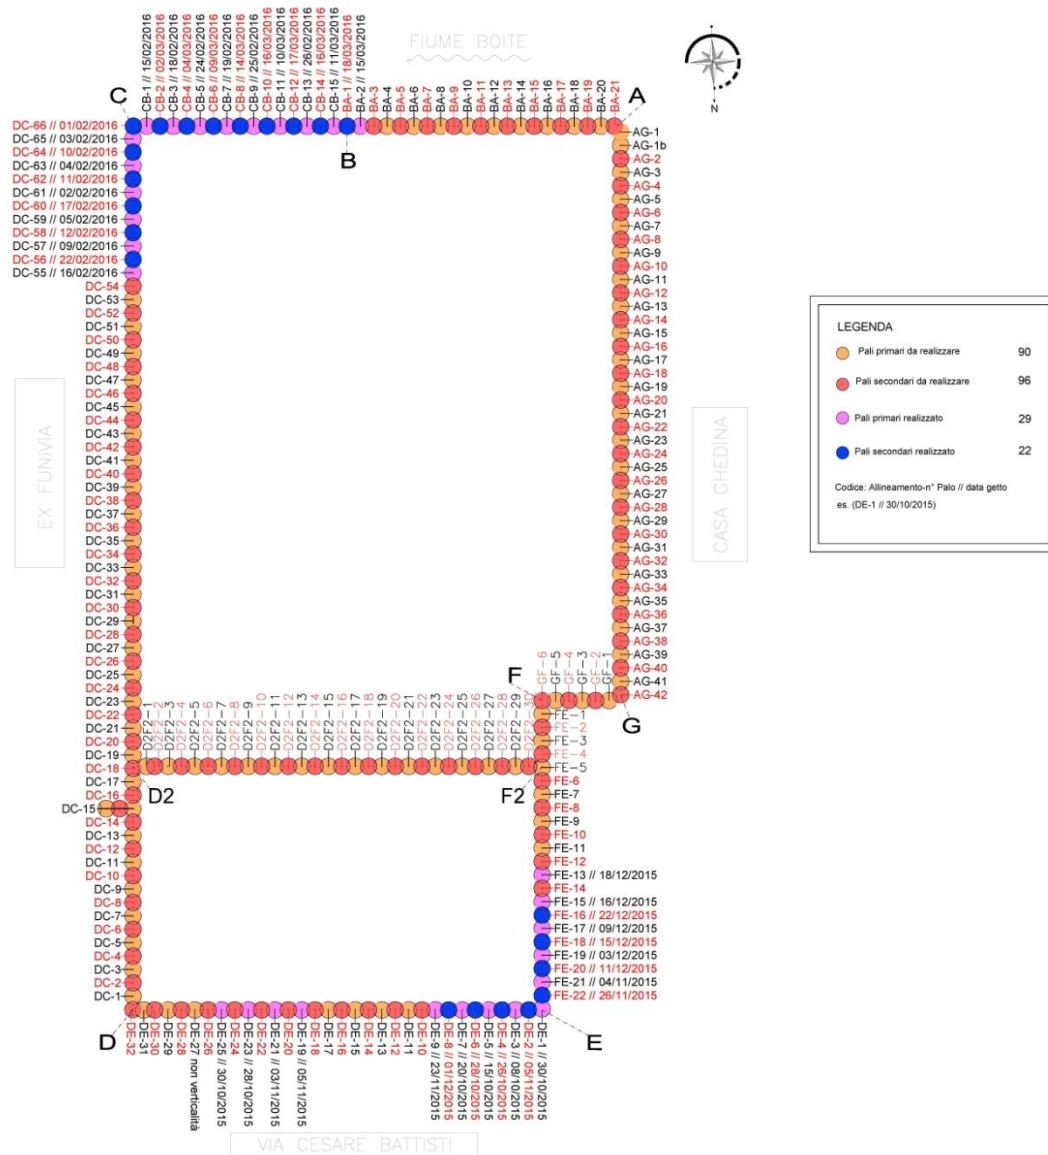 FIUME BOITE
N
C
A
B
CB-1 // 15/02/2016
CB-2 // 02/03/2016
CB-3 // 18/02/2016
CB-4 // 04/03/2016
CB-5 // 24/02/2016
CB-6 // 09/03/2016
CB-7 // 19/02/2016
CB-8 // 14/03/2016
CB-9 // 25/02/2016
CB-10 // 16/03/2016
CB-11 // 10/03/2016
CB-12 // 17/03/2016
CB-13 // 26/02/2016
CB-14 // 16/03/2016
CB-15 // 11/03/2016
BA-1 // 18/03/2016
BA-2 // 15/03/2016
BA-3
BA-4
BA-5
BA-6
BA-7
BA-8
BA-9
BA-10
BA-11
BA-12
BA-13
BA-14
BA-15
BA-16
BA-17
BA-18
BA-19
BA-20
BA-21
DC-66 // 01/02/2016
DC-65 // 03/02/2016
DC-64 // 10/02/2016
DC-63 // 04/02/2016
DC-62 // 11/02/2016
DC-61 // 02/02/2016
DC-60 // 17/02/2016
DC-59 // 05/02/2016
DC-58 // 12/02/2016
DC-57 // 09/02/2016
DC-56 // 22/02/2016
DC-55 // 16/02/2016
DC-54
DC-53
DC-52
DC-51
DC-50
DC-49
DC-48
DC-47
DC-46
DC-45
DC-44
DC-43
DC-42
DC-41
DC-40
DC-39
DC-38
DC-37
DC-36
DC-35
DC-34
DC-33
DC-32
DC-31
DC-30
DC-29
DC-28
DC-27
DC-26
DC-25
DC-24
DC-23
DC-22
DC-21
DC-20
DC-19
DC-18
DC-17
DC-16
DC-15
DC-14
DC-13
DC-12
DC-11
DC-10
DC-9
DC-8
DC-7
DC-6
DC-5
DC-4
DC-3
DC-2
DC-1
EX FUNIVIA
AG-1
AG-1b
AG-2
AG-3
AG-4
AG-5
AG-6
AG-7
AG-8
AG-9
AG-10
AG-11
AG-12
AG-13
AG-14
AG-15
AG-16
AG-17
AG-18
AG-19
AG-20
AG-21
AG-22
AG-23
AG-24
AG-25
AG-26
AG-27
AG-28
AG-29
AG-30
AG-31
AG-32
AG-33
AG-34
AG-35
AG-36
AG-37
AG-38
AG-39
AG-40
AG-41
AG-42
CASA GHEDINA
LEGENDA
Pali primari da realizzare 90
Pali secondari da realizzare 96
Pali primari realizzato 29
Pali secondari realizzato 22
Codice: Allineamento-n° Palo // data getto
es. (DE-1 // 30/10/2015)
F
GF-6
GF-5
GF-4
GF-3
GF-2
GF-1
G
D2F2-1
D2F2-2
D2F2-3
D2F2-4
D2F2-5
D2F2-6
D2F2-7
D2F2-8
D2F2-9
D2F2-10
D2F2-11
D2F2-12
D2F2-13
D2F2-14
D2F2-15
D2F2-16
D2F2-17
D2F2-18
D2F2-19
D2F2-20
D2F2-21
D2F2-22
D2F2-23
D2F2-24
D2F2-25
D2F2-26
D2F2-27
D2F2-28
D2F2-29
D2F2-30
D2
F2
FE-1
FE-2
FE-3
FE-4
FE-5
FE-6
FE-7
FE-8
FE-9
FE-10
FE-11
FE-12
FE-13 // 18/12/2015
FE-14
FE-15 // 16/12/2015
FE-16 // 22/12/2015
FE-17 // 09/12/2015
FE-18 // 15/12/2015
FE-19 // 03/12/2015
FE-20 // 11/12/2015
FE-21 // 04/11/2015
FE-22 // 26/11/2015
D
E
DE-32
DE-31
DE-30
DE-29
DE-28
DE-27 non verticalità
DE-26
DE-25 // 30/10/2015
DE-24
DE-23 // 28/10/2015
DE-22
DE-21 // 03/11/2015
DE-20
DE-19 // 05/11/2015
DE-18
DE-17
DE-16
DE-15
DE-14
DE-13
DE-12
DE-11
DE-10
DE-9 // 23/11/2015
DE-8 // 01/12/2015
DE-7 // 20/10/2015
DE-6 // 28/10/2015
DE-5 // 15/10/2015
DE-4 // 26/10/2015
DE-3 // 08/10/2015
DE-2 // 05/11/2015
DE-1 // 30/10/2015
VIA CESARE BATTISTI